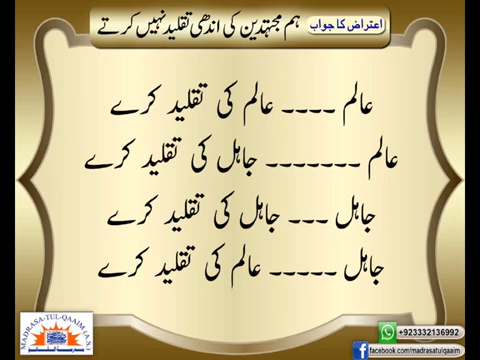 اعتراض کا جواب ہم مجتہدین کی اندھی تقلید نہیں کرتے
عالم ---- عالم کی تقلید کرے
عالم ------- جاہل کی تقلید کرے
جاہل --- جاہل کی تقلید کرے
جاہل ----- عالم کی تقلید کرے
MADRASA-TUL-QAAIM (A.S.)
+923332136992
facebook.com/madrasatulqaaim